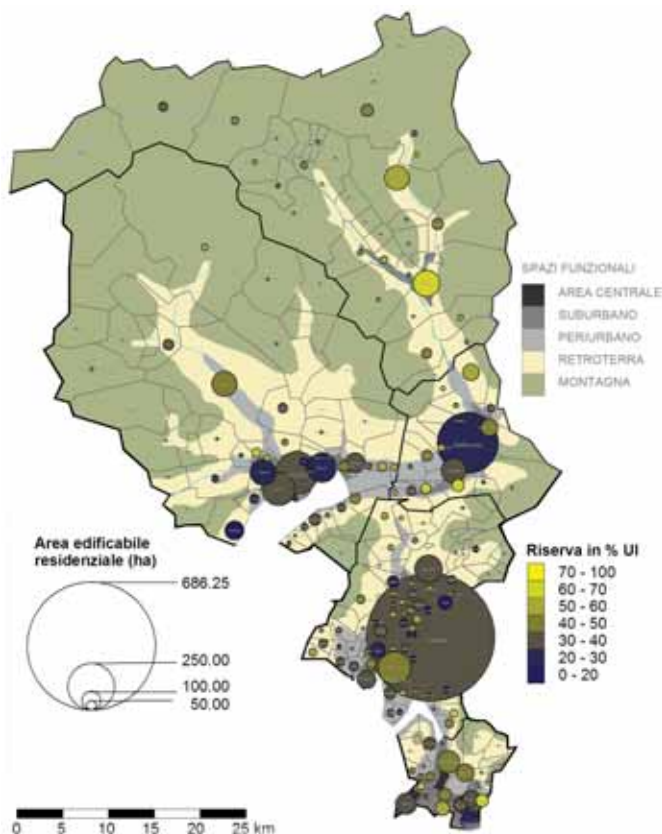 SPAZI FUNZIONALI
AREA CENTRALE
SUBURBANO
PERIURBANO
RETROTERRA
MONTAGNA
Area edificabile
residenziale (ha)
686.25
250.00
100.00
50.00
Riserva in % UI
70 - 100
60 - 70
50 - 60
40 - 50
30 - 40
20 - 30
0 - 20
0 5 10 15 20 25 km